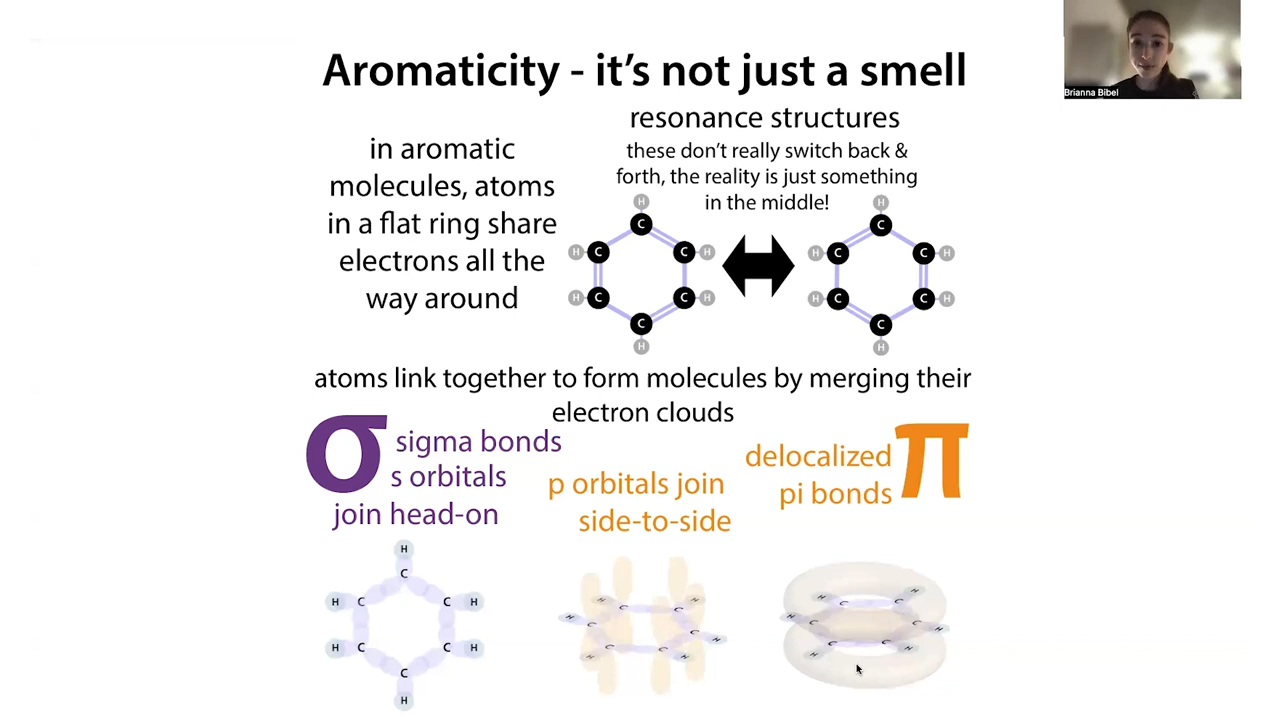 Aromaticity - it's not just a smell
Brianna Bibel
in aromatic
molecules, atoms
in a flat ring share
electrons all the
way around
resonance structures
these don't really switch back &
forth, the reality is just something
in the middle!
H
C
H C C H
H C C H
C
H
H
C
H C C H
H C C H
C
H
atoms link together to form molecules by merging their
electron clouds
σ
sigma bonds
s orbitals
join head-on
p orbitals join
side-to-side
delocalized
pi bonds
π
H
C
H C C H
H C C H
C
H
H C C H
H C C H
H C C H
H C C H
H C C H
H C C H